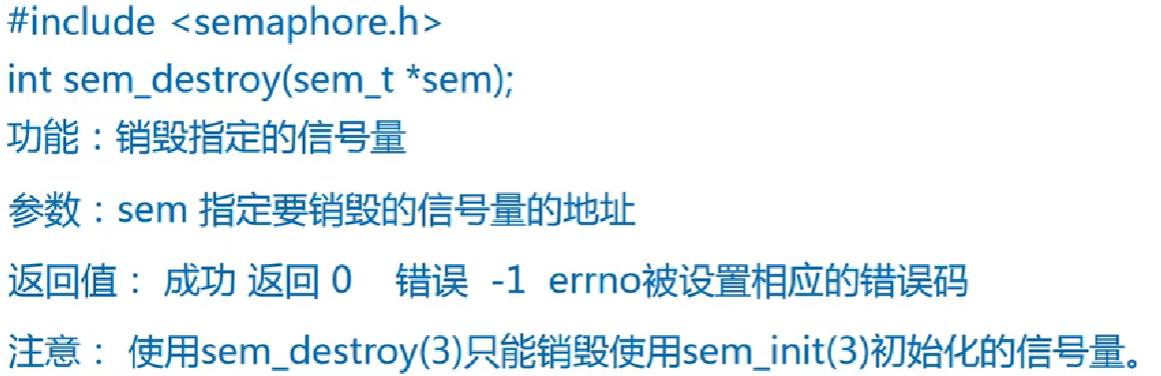 #include <semaphore.h>
int sem_destroy(sem_t *sem);
功能：销毁指定的信号量
参数：sem 指定要销毁的信号量的地址
返回值： 成功 返回 0 错误 -1 errno被设置相应的错误码
注意： 使用sem_destroy(3)只能销毁使用sem_init(3)初始化的信号量。